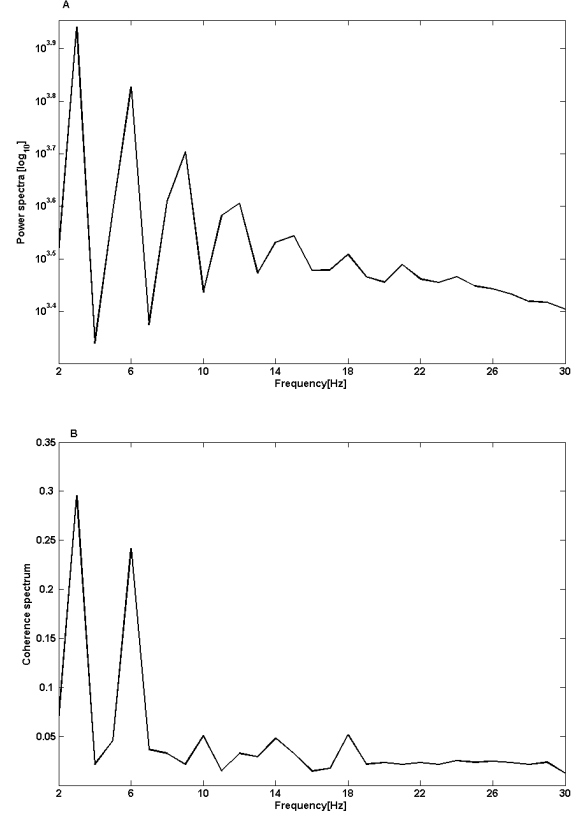 A
Power spectra [log10]
10^3.9
10^3.8
10^3.7
10^3.6
10^3.5
10^3.4
2 6 10 14 18 22 26 30
Frequency[Hz]
B
Coherence spectrum
0.35
0.3
0.25
0.2
0.15
0.1
0.05
2 6 10 14 18 22 26 30
Frequency[Hz]